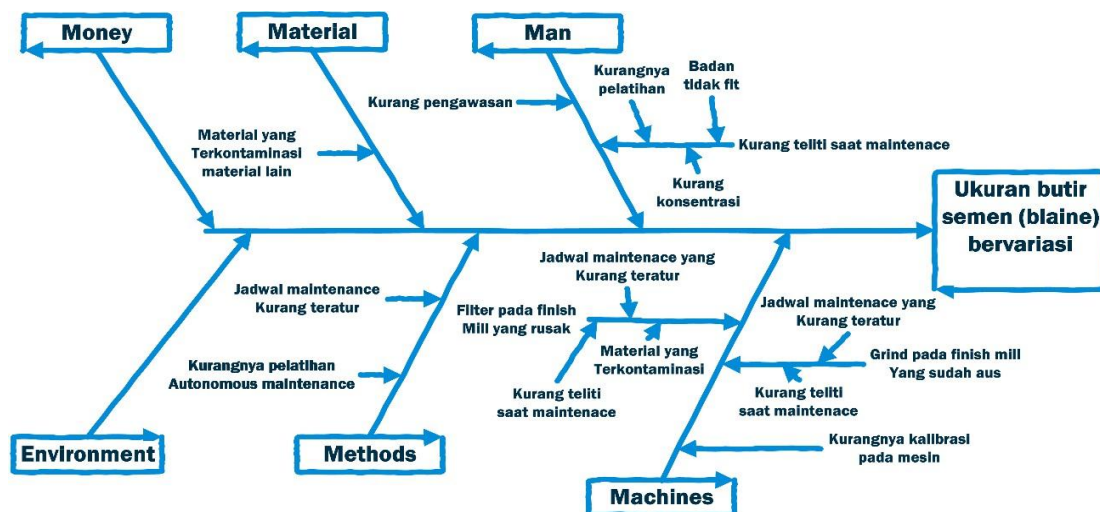 Money
Material
Man
Kurang pengawasan
Kurangnya
pelatihan
Badan
tidak fit
Kurang teliti saat maintenace
Kurang
konsentrasi
Material yang
Terkontaminasi
material lain
Ukuran butir
semen (blaine)
bervariasi
Jadwal maintenance
Kurang teratur
Kurangnya pelatihan
Autonomous maintenance
Jadwal maintenace yang
Kurang teratur
Filter pada finish
Mill yang rusak
Material yang
Terkontaminasi
Kurang teliti
saat maintenace
Jadwal maintenace yang
Kurang teratur
Grind pada finish mill
Yang sudah aus
Kurang teliti
saat maintenace
Kurangnya kalibrasi
pada mesin
Environment
Methods
Machines